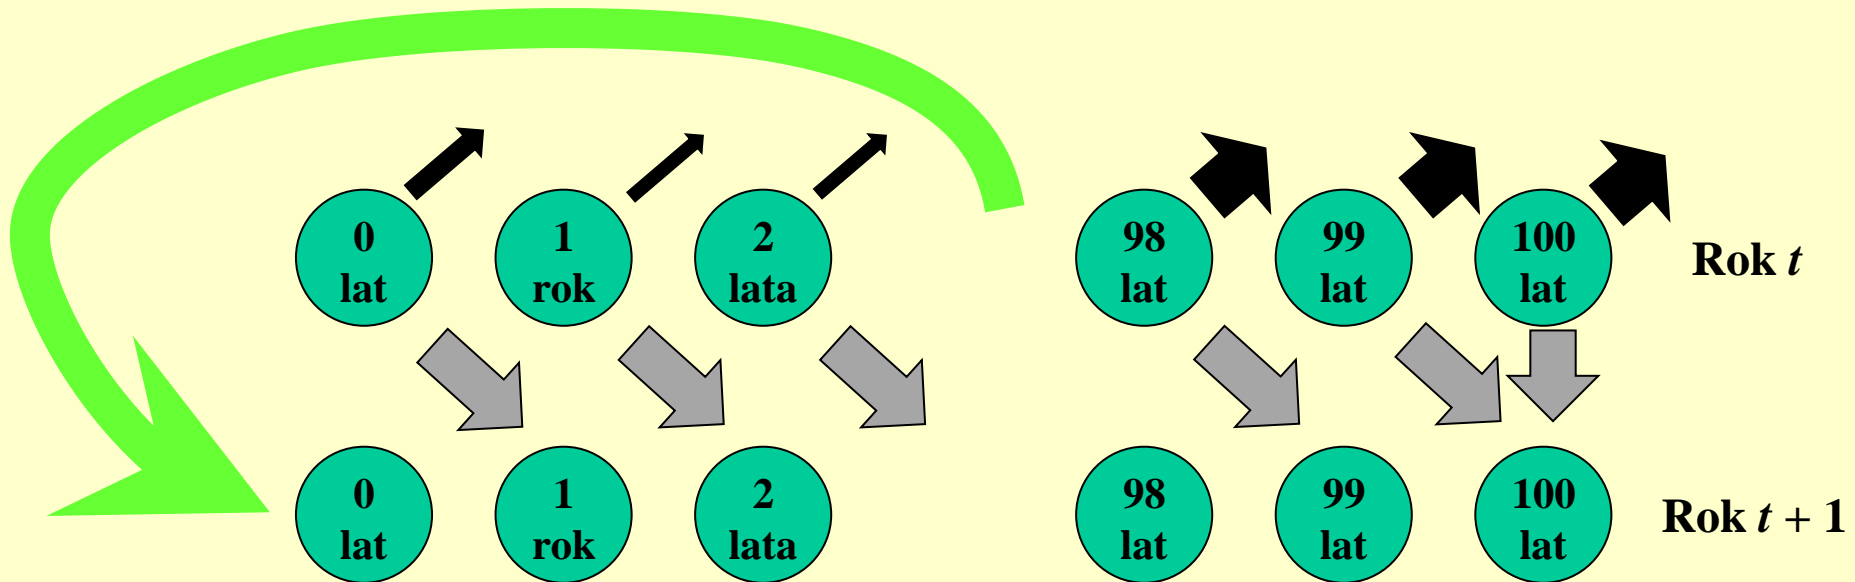 0 lat
1 rok
2 lata
98 lat
99 lat
100 lat
Rok t
0 lat
1 rok
2 lata
98 lat
99 lat
100 lat
Rok t + 1